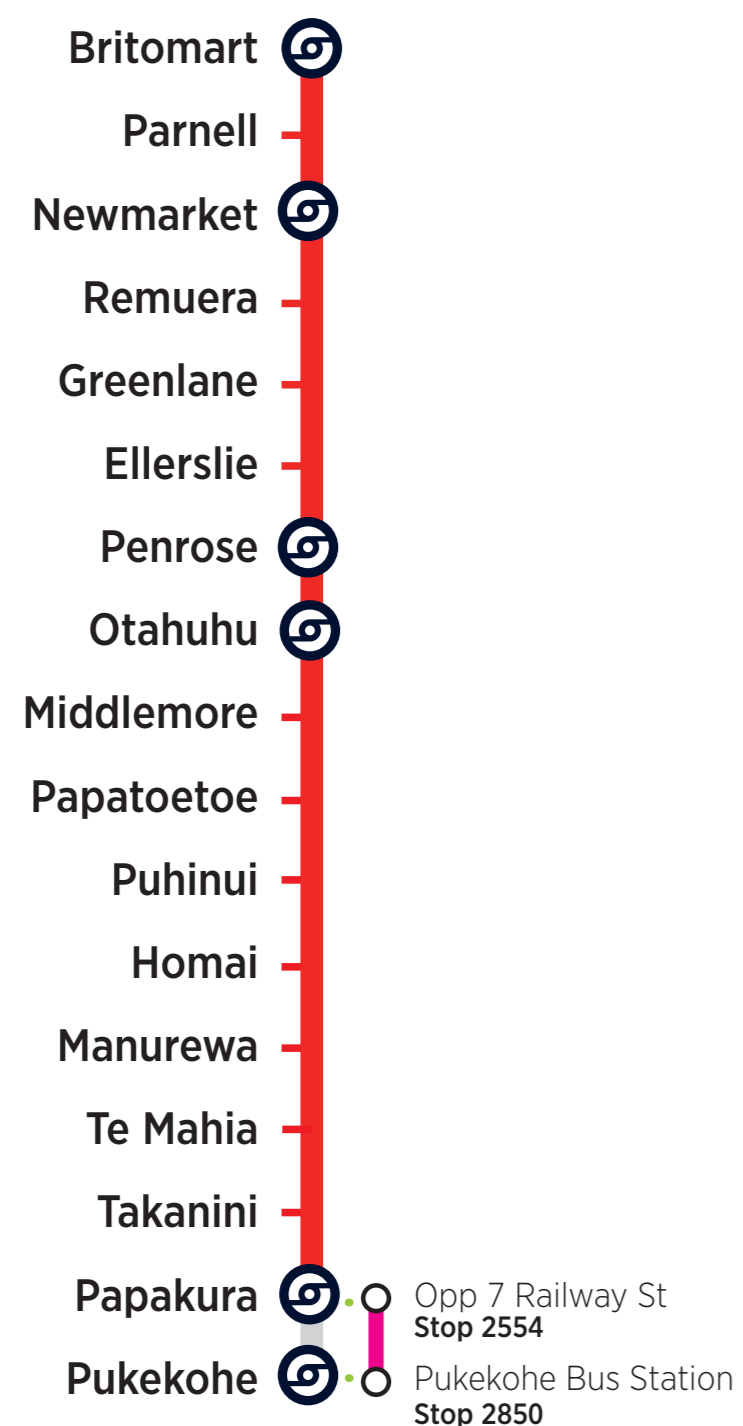 Britomart
Parnell
Newmarket
Remuera
Greenlane
Ellerslie
Penrose
Otahuhu
Middlemore
Papatoetoe
Puhinui
Homai
Manurewa
Te Mahia
Takanini
Papakura
Opp 7 Railway St
Stop 2554
Pukekohe
Pukekohe Bus Station
Stop 2850